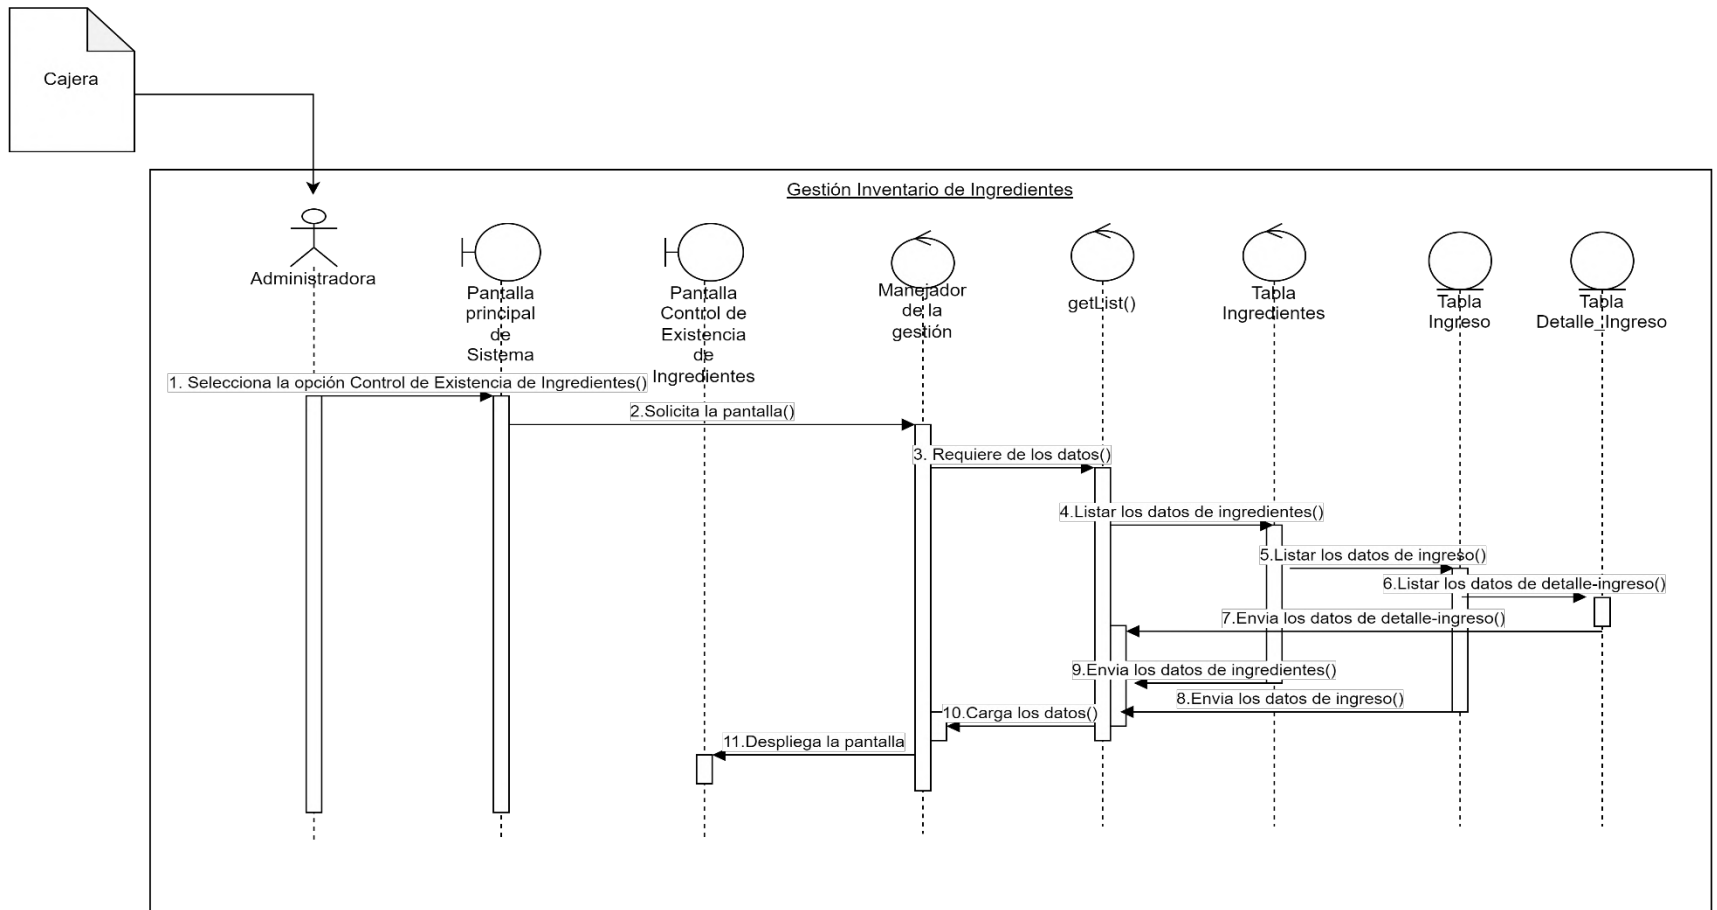 Cajera
Gestión Inventario de Ingredientes
Administradora
Pantalla
principal
de
Sistema
Pantalla
Control de
Existencia
de
Ingredientes
Manejador
de la
gestión
getList()
Tabla
Ingredientes
Tabla
Ingreso
Tabla
Detalle_Ingreso
1. Selecciona la opción Control de Existencia de Ingredientes()
2.Solicita la pantalla()
3. Requiere de los datos()
4.Listar los datos de ingredientes()
5.Listar los datos de ingreso()
6.Listar los datos de detalle-ingreso()
7.Envia los datos de detalle-ingreso()
9.Envia los datos de ingredientes()
8.Envia los datos de ingreso()
10.Carga los datos()
11.Despliega la pantalla